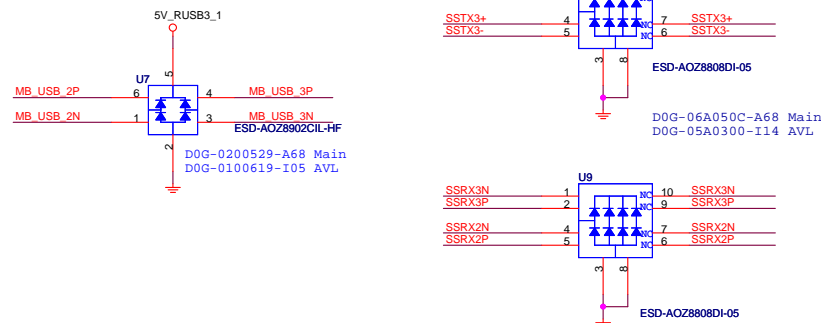 5V_RUSB3_1
5
U7
MB_USB_2P
6
4
MB_USB_3P
MB_USB_2N
1
3
MB_USB_3N
ESD-AOZ8902CIL-HF
2
D0G-0200529-A68 Main
D0G-0100619-I05 AVL
NC
SSTX3+
4
7
SSTX3+
SSTX3-
5
NC
6
SSTX3-
3
8
ESD-AOZ8808DI-05
D0G-06A050C-A68 Main
D0G-05A0300-I14 AVL
U9
SSRX3N
1
NC
10
SSRX3N
SSRX3P
2
NC
9
SSRX3P
SSRX2N
4
NC
7
SSRX2N
SSRX2P
5
NC
6
SSRX2P
3
8
ESD-AOZ8808DI-05